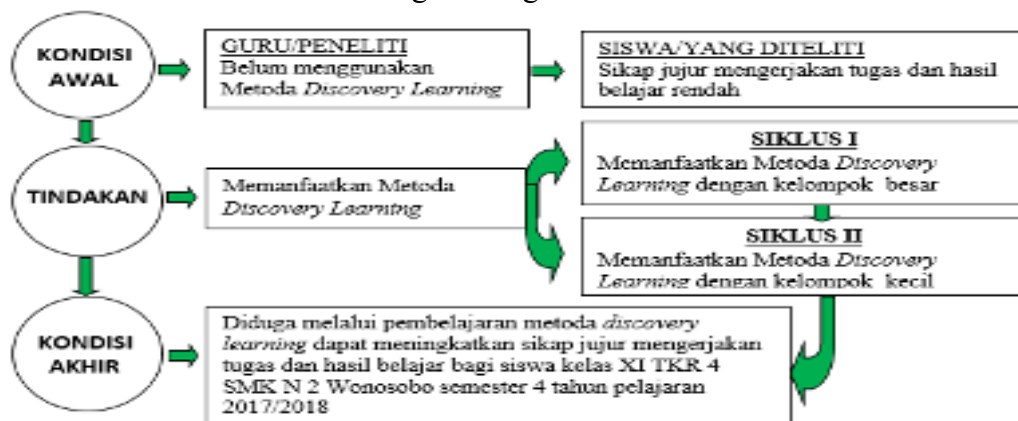 KONDISI
AWAL
GURU/PENELITI
Belum menggunakan
Metoda Discovery Learning
SISWA/YANG DITELITI
Sikap jujur mengerjakan tugas dan hasil
belajar rendah
TINDAKAN
Memanfaatkan Metoda
Discovery Learning
SIKLUS I
Memanfaatkan Metoda Discovery
Learning dengan kelompok besar
SIKLUS II
Memanfaatkan Metoda Discovery
Learning dengan kelompok kecil
KONDISI
AKHIR
Diduga melalui pembelajaran metoda discovery
learning dapat meningkatkan sikap jujur mengerjakan
tugas dan hasil belajar bagi siswa kelas XI TKR 4
SMK N 2 Wonosobo semester 4 tahun pelajaran
2017/2018